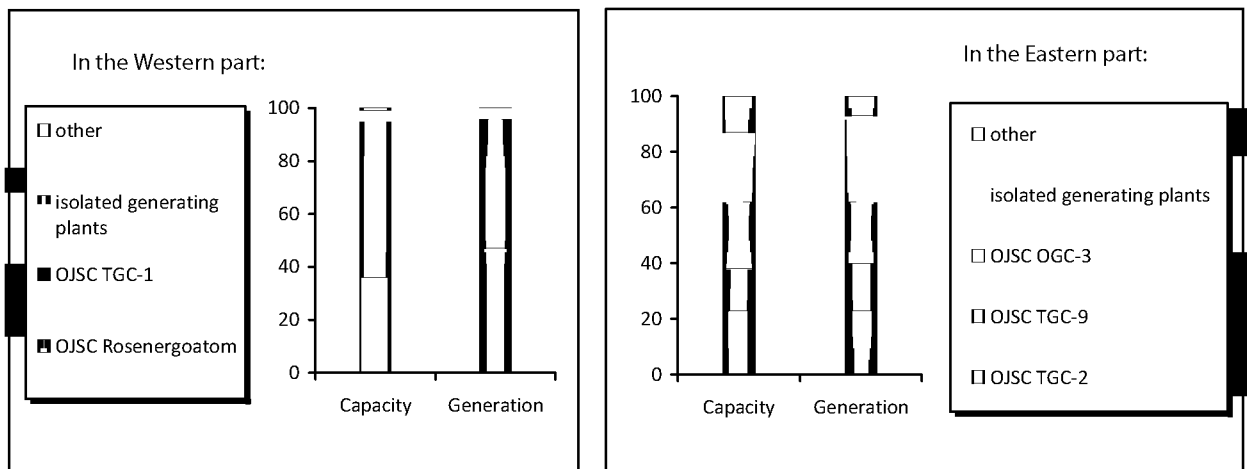 In the Western part:
other
isolated generating
plants
OJSC TGC-1
OJSC Rosenergoatom
100
80
60
40
20
0
Capacity
Generation
In the Eastern part:
100
80
60
40
20
0
Capacity
Generation
other
isolated generating plants
OJSC OGC-3
OJSC TGC-9
OJSC TGC-2